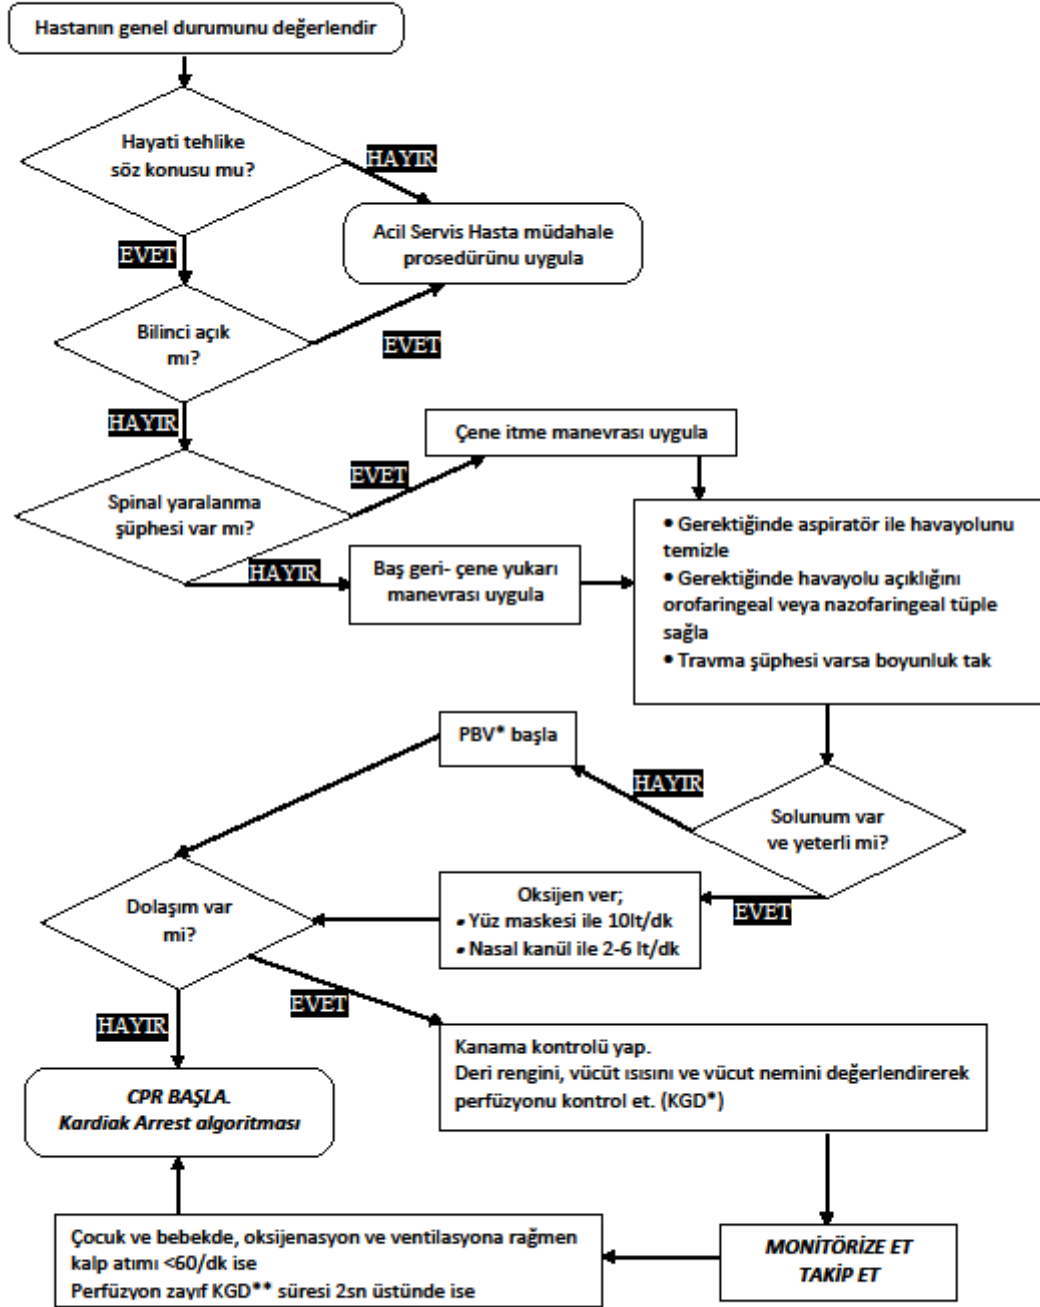 Hastanın genel durumunu değerlendir
Hayati tehlike
söz konusu mu?
HAYIR
Acil Servis Hasta müdahale
prosedürünu uygula
EVET
Bilinci açık
mı?
EVET
HAYIR
Çene itme manevrası uygula
EVET
Spinal yaralanma
şüphesi var mı?
HAYIR
Baş geri- çene yukarı
manevrası uygula
• Gerektiğinde aspiratör ile havayolunu
temizle
• Gerektiğinde havayolu açıklığını
orofaringeal veya nazofaringeal tüple
sağla
• Travma şüphesi varsa boyunluk tak
PBV* başla
HAYIR
Solunum var
ve yeterli mi?
EVET
Oksijen ver;
- Yüz maskesi ile 10lt/dk
- Nasal kanül ile 2-6 lt/dk
Dolaşım var
mi?
EVET
HAYIR
Kanama kontrolü yap.
Deri rengini, vücüt ısısını ve vücut nemini değerlendirerek
perfüzyonu kontrol et. (KGD*)
CPR BAŞLA.
Kardiak Arrest algoritması
Çocuk ve bebekde, oksijenasyon ve ventilasyona rağmen
kalp atımı <60/dk ise
Perfüzyon zayıf KGD** süresi 2sn üstünde ise
MONİTÖRİZE ET
TAKİP ET